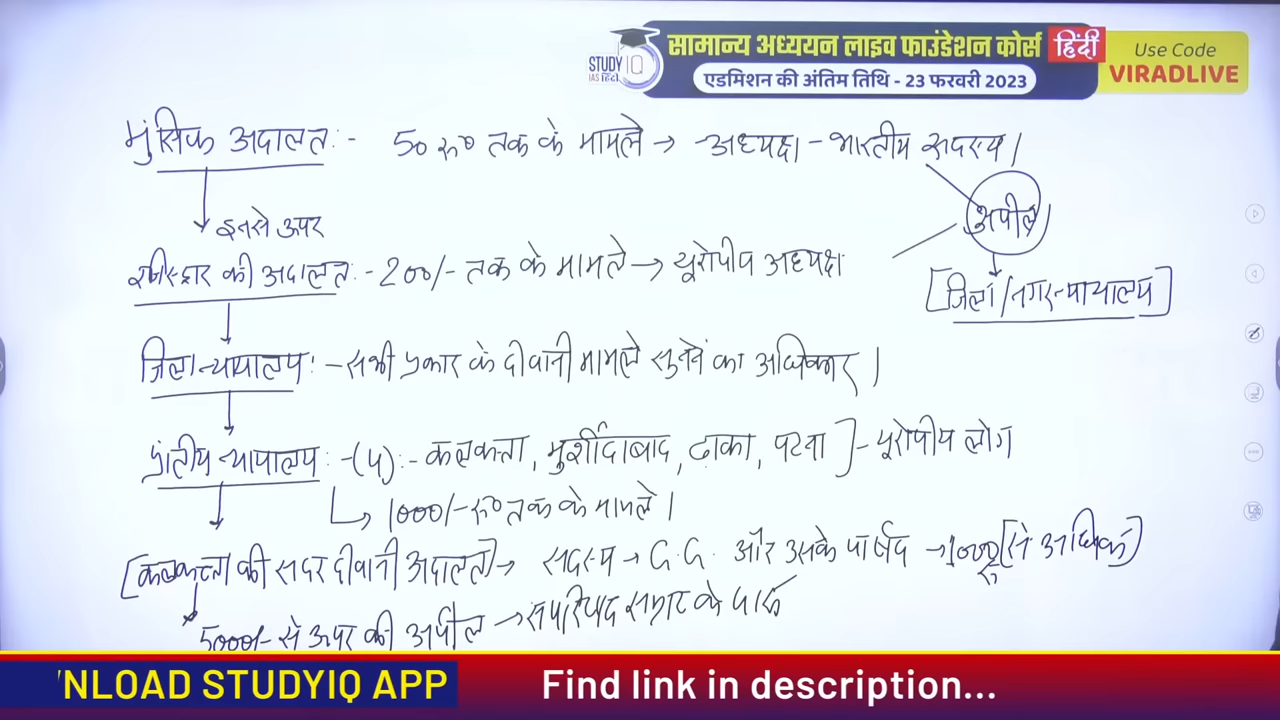 सामान्य अध्ययन लाइव फाउंडेशन कोर्स हिंदी
STUDY IQ
IAS हिंदी
एडमिशन की अंतिम तिथि - 23 फरवरी 2023
Use Code
VIRADLIVE
मुंसिफ अदालत :- 50 रु० तक के मामले → अध्यक्ष - भारतीय सदस्य।
इनसे ऊपर
अपील
रजिस्ट्रार की अदालत :- 200/- तक के मामले → यूरोपीय अध्यक्ष
[जिला/नगर न्यायालय]
जिला न्यायालय :- सभी प्रकार के दीवानी मामले सुनने का अधिकार।
प्रांतीय न्यायालय :- (4) :- कलकत्ता, मुर्शीदाबाद, ढाका, पटना ] - यूरोपीय लोग
1000/- रु० तक के मामले।
[कलकत्ता की सदर दीवानी अदालत] → सदस्य → G.G. और उसके पार्षद → 1000 रु [से अधिक]
5000/- से ऊपर की अपील → सपरिषद सम्राट के पास
NLOAD STUDYIQ APP
Find link in description...